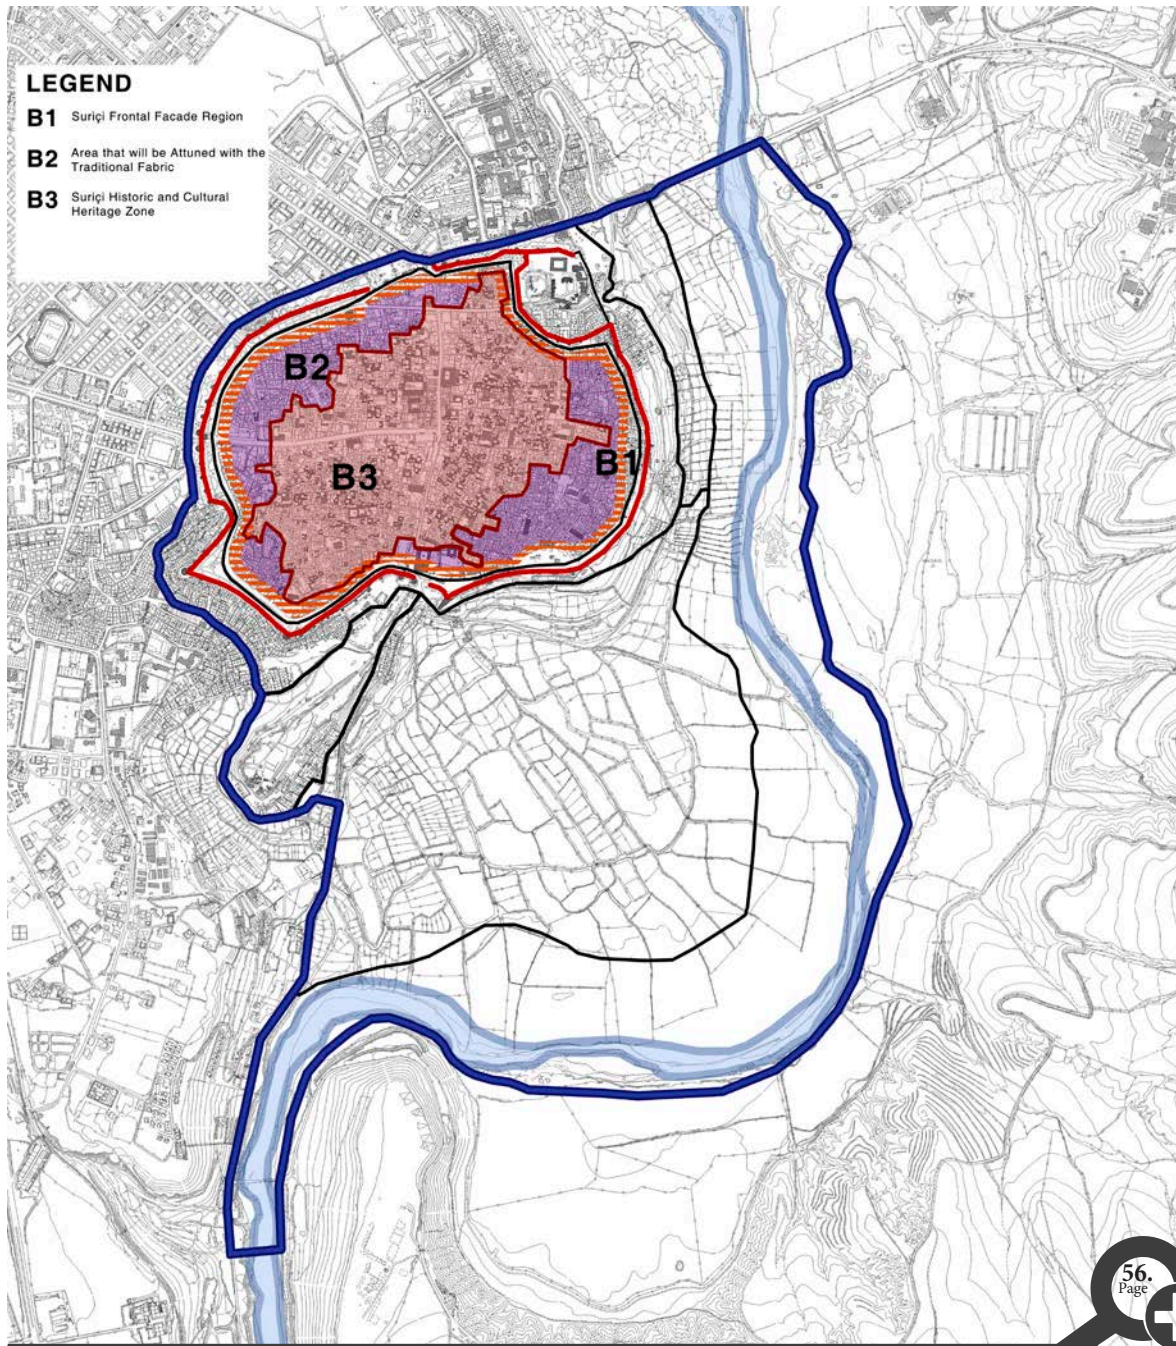 LEGEND
B1 Suriçi Frontal Facade Region
B2 Area that will be Attuned with the
Traditional Fabric
B3 Suriçi Historic and Cultural
Heritage Zone
B2
B1
B3
56.
Page